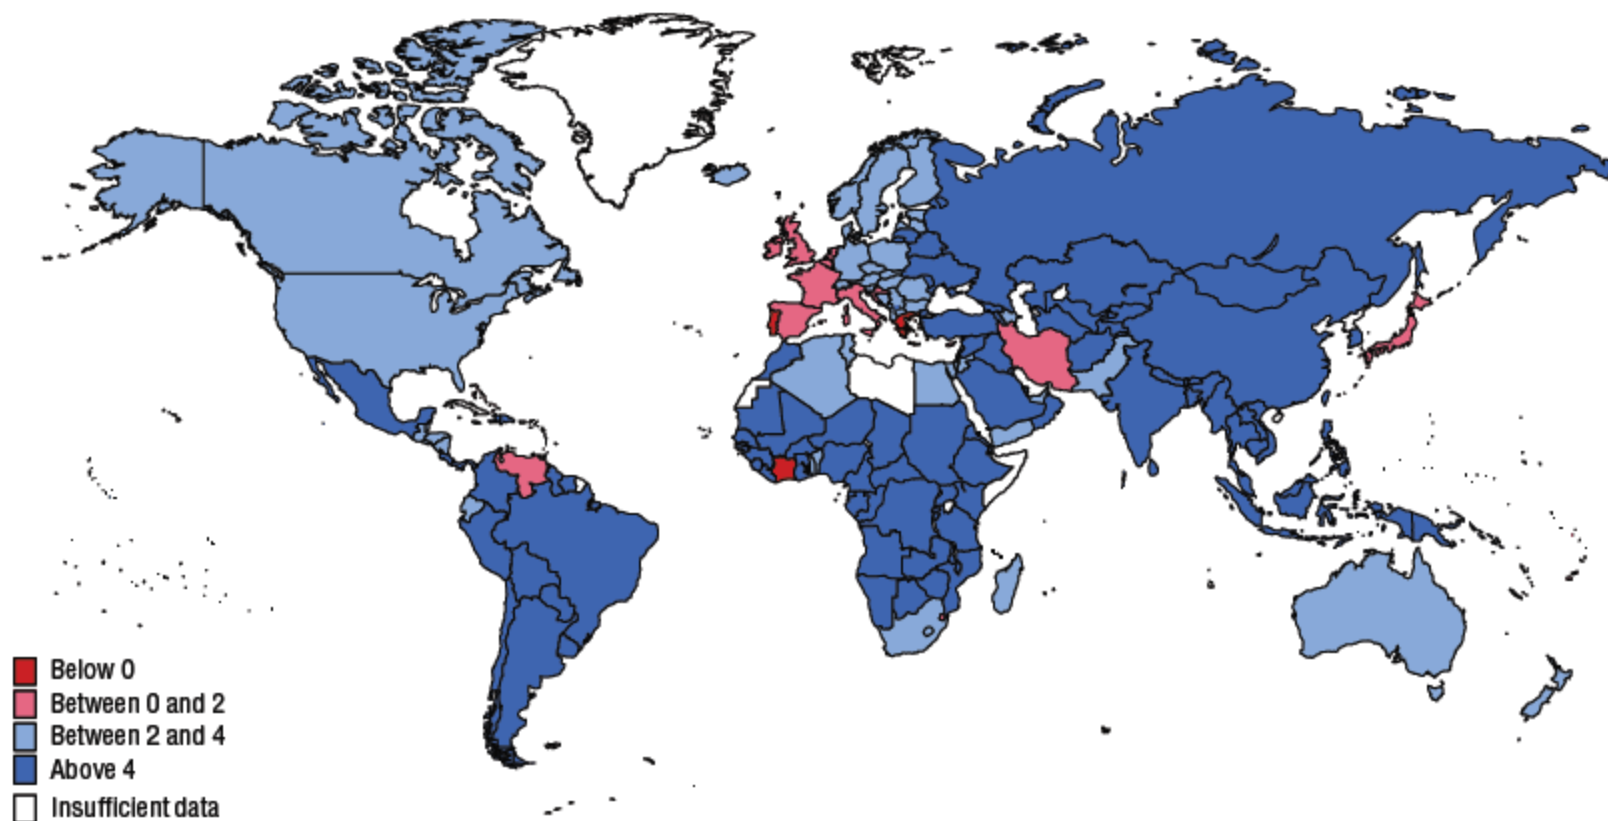 Below 0
Between 0 and 2
Between 2 and 4
Above 4
Insufficient data